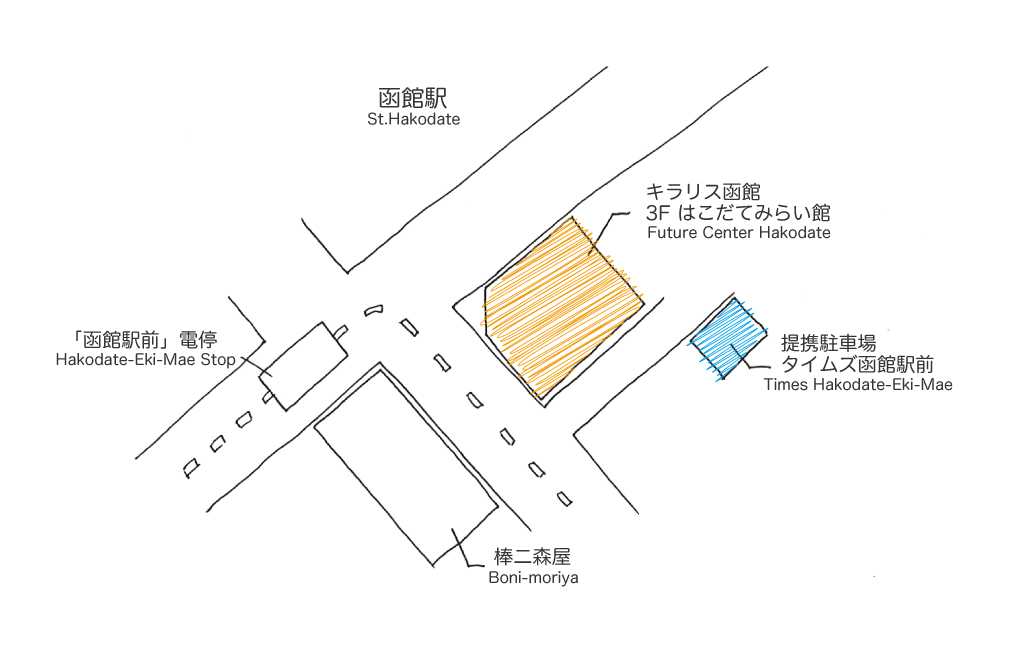 函館駅
St.Hakodate
キラリス函館
3F はこだてみらい館
Future Center Hakodate
「函館駅前」電停
Hakodate-Eki-Mae Stop
提携駐車場
タイムズ函館駅前
Times Hakodate-Eki-Mae
棒二森屋
Boni-moriya